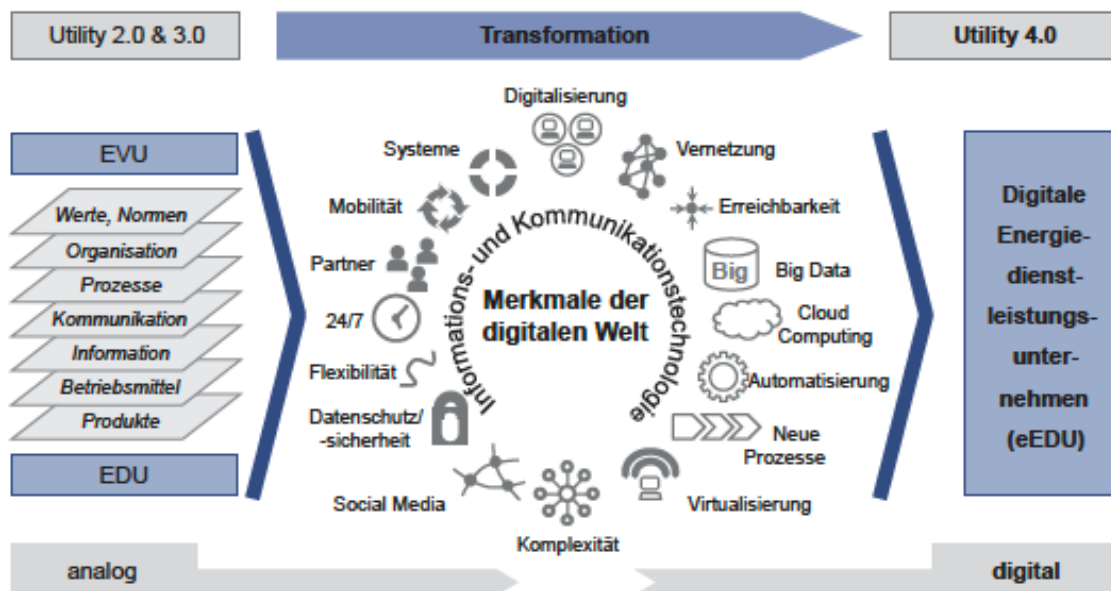 Utility 2.0 & 3.0
Transformation
Utility 4.0
EVU
Werte, Normen
Organisation
Prozesse
Kommunikation
Information
Betriebsmittel
Produkte
EDU
Digitalisierung
Systeme
Vernetzung
Mobilität
Erreichbarkeit
Partner
Big
Big Data
24/7
Cloud
Computing
Flexibilität
Automatisierung
Datenschutz/
-sicherheit
Neue
Prozesse
Social Media
Virtualisierung
Komplexität
Informations- und Kommunikationstechnologie
Merkmale der
digitalen Welt
Digitale
Energie-
dienst-
leistungs-
unter-
nehmen
(eEDU)
analog
digital